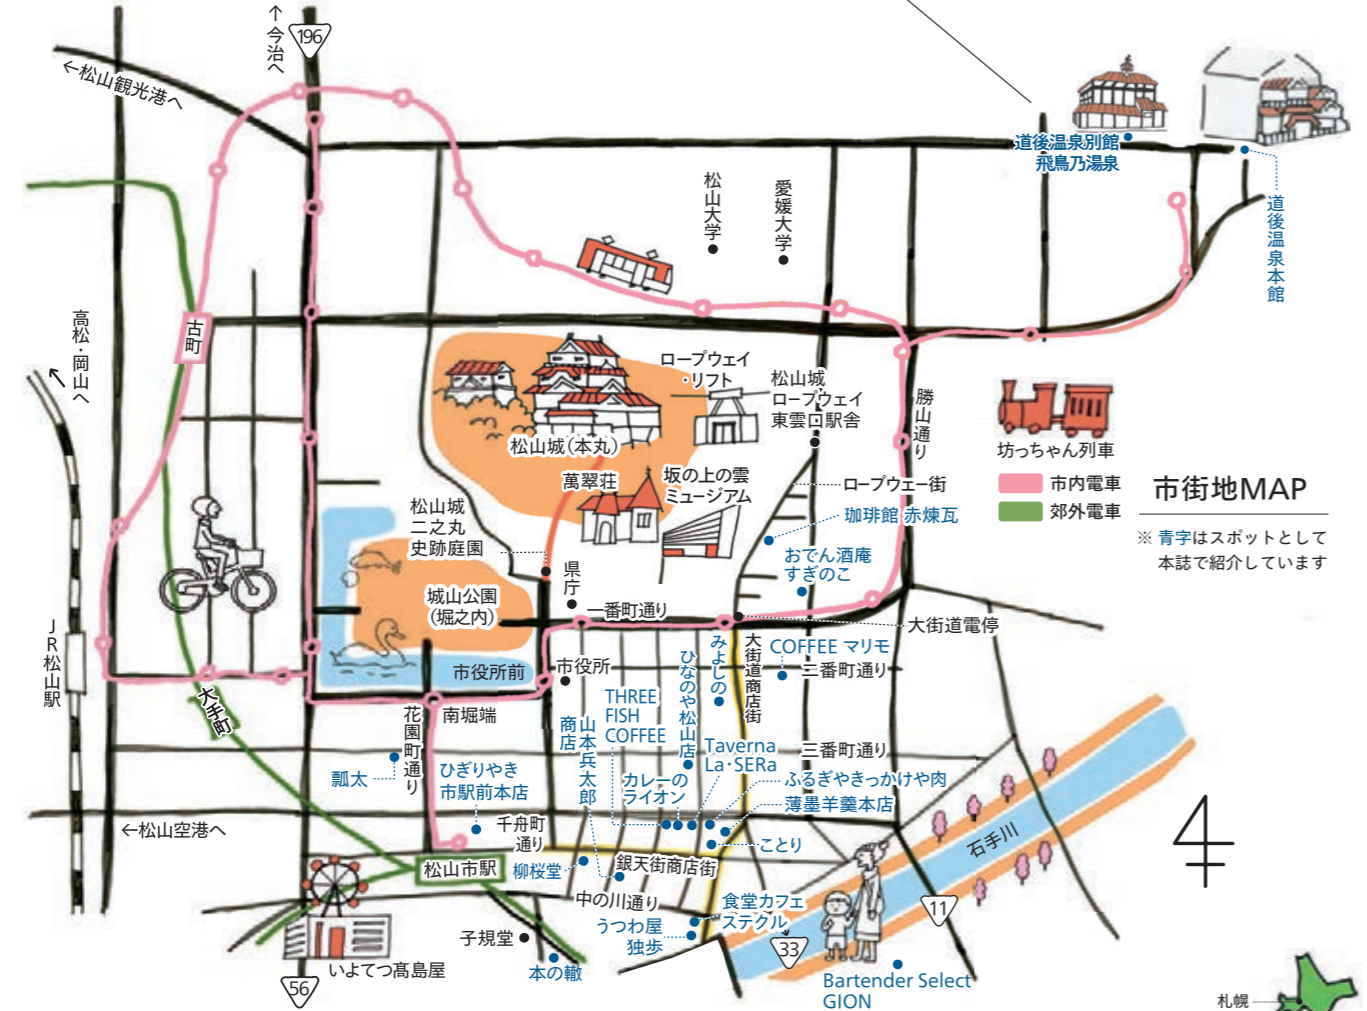 ↑今治へ
196
←松山観光港へ
道後温泉別館
飛鳥乃湯泉
道後温泉本館
松山大学
愛媛大学
高松・岡山へ
古町
ロープウェイ
・リフト
松山城
ロープウェイ
東雲口駅舎
松山城(本丸)
勝山通り
坊っちゃん列車
市内電車
郊外電車
市街地MAP
※ 青字はスポットとして
本誌で紹介しています
萬翠荘
坂の上の雲
ミュージアム
ロープウェー街
珈琲館 赤煉瓦
おでん酒庵
すぎのこ
松山城
二之丸
史跡庭園
県庁
城山公園
(堀之内)
一番町通り
大街道電停
JR松山駅
市役所前
市役所
みよしの
大街道商店街
COFFEE マリモ
二番町通り
大手町
花園町通り
南堀端
山本兵太郎
商店
THREE
FISH
COFFEE
ひなのや松山店
三番町通り
Taverna
La・SERa
瓢太
ひぎりやき
市駅前本店
カレーの
ライオン
ふるぎやきっかけや肉
薄墨羊羹本店
←松山空港へ
千舟町
通り
ことり
石手川
松山市駅
柳桜堂
銀天街商店街
中の川通り
食堂カフェ
ステクル
うつわ屋
独歩
子規堂
本の轍
いよてつ髙島屋
56
33
11
Bartender Select
GION
札幌